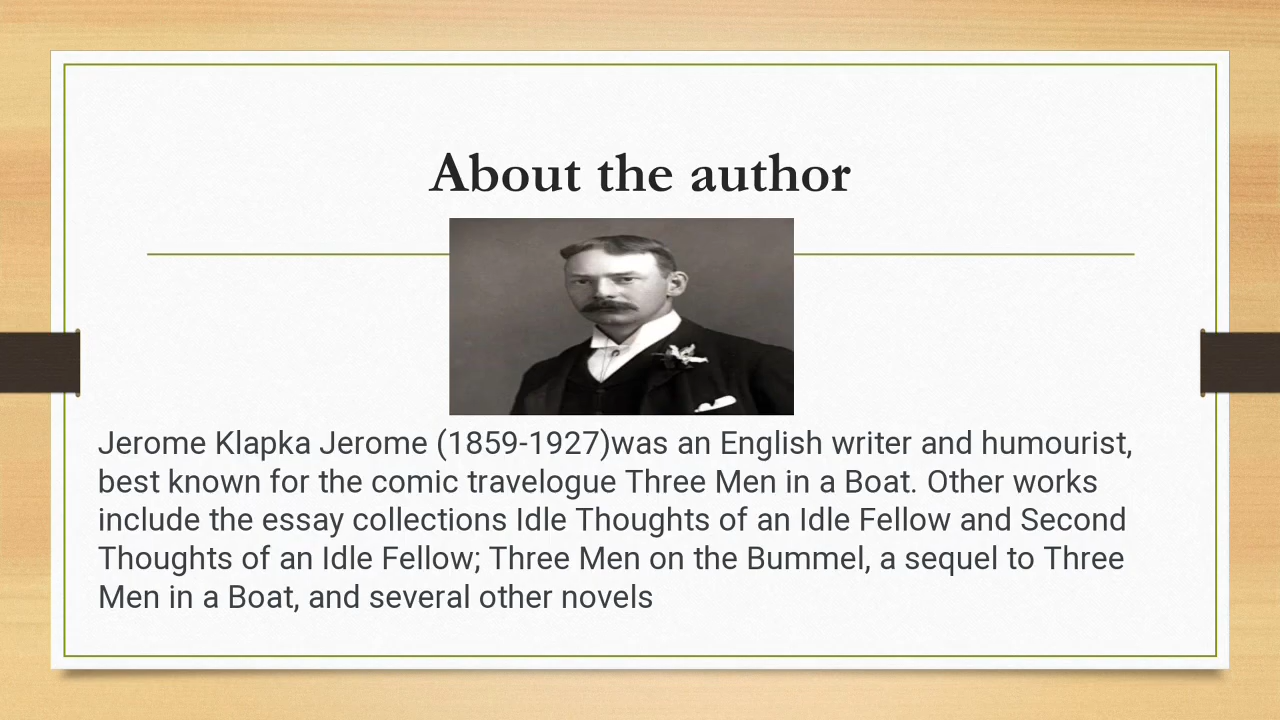 About the author
Jerome Klapka Jerome (1859-1927)was an English writer and humourist,
best known for the comic travelogue Three Men in a Boat. Other works
include the essay collections Idle Thoughts of an Idle Fellow and Second
Thoughts of an Idle Fellow; Three Men on the Bummel, a sequel to Three
Men in a Boat, and several other novels